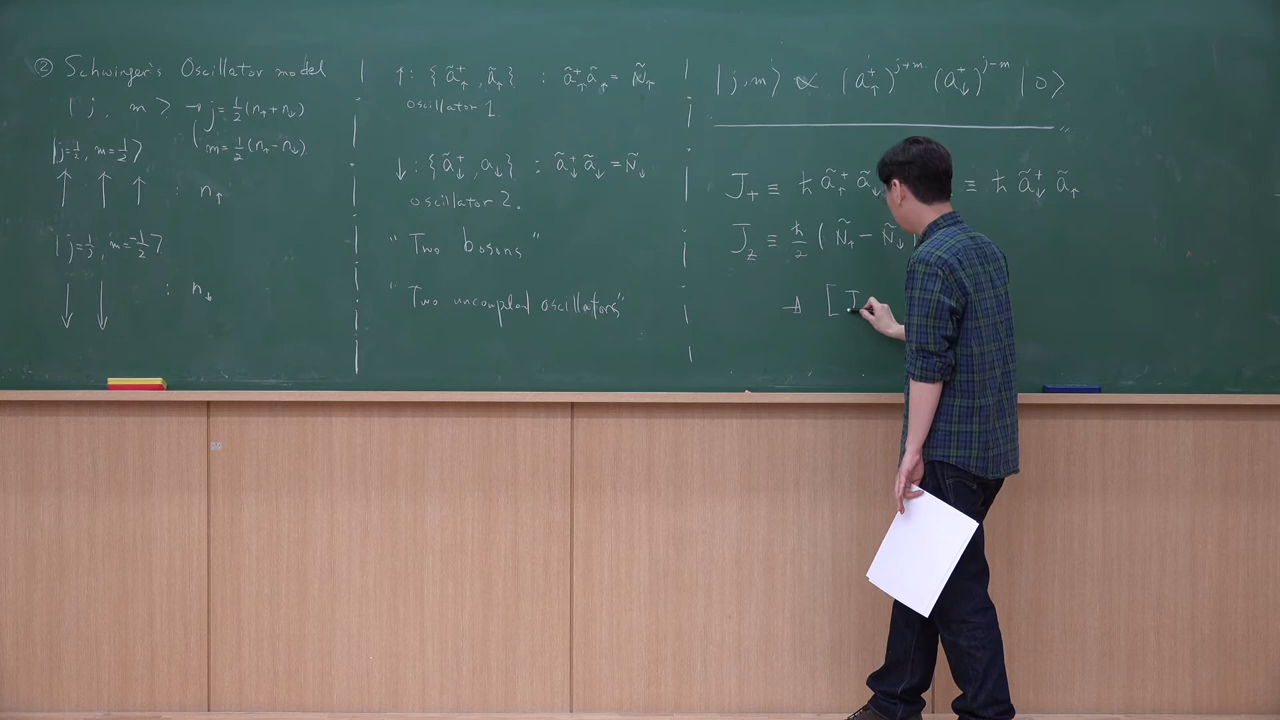 ② Schwinger's Oscillator model
| j, m > → j = 1/2 (n↑ + n↓)
m = 1/2 (n↑ - n↓)
|j=1/2, m=1/2>
↑ ↑ ↑ : n↑
|j=1/2, m=-1/2>
↓ ↓ : n↓
↑ : {ã↑†, ã↑} : ã↑†ã↑ = Ñ↑
oscillator 1.
↓ : {ã↓†, a↓} : ã↓†ã↓ = Ñ↓
oscillator 2.
"Two bosons"
"Two uncoupled oscillators"
|j,m> ∝ (a↑†)^j+m (a↓†)^j-m |0>
J+ ≡ ħ ã↑† ã↓ ≡ ħ ã↓† ã↑
Jz ≡ ħ/2 (Ñ↑ - Ñ↓
→ [J